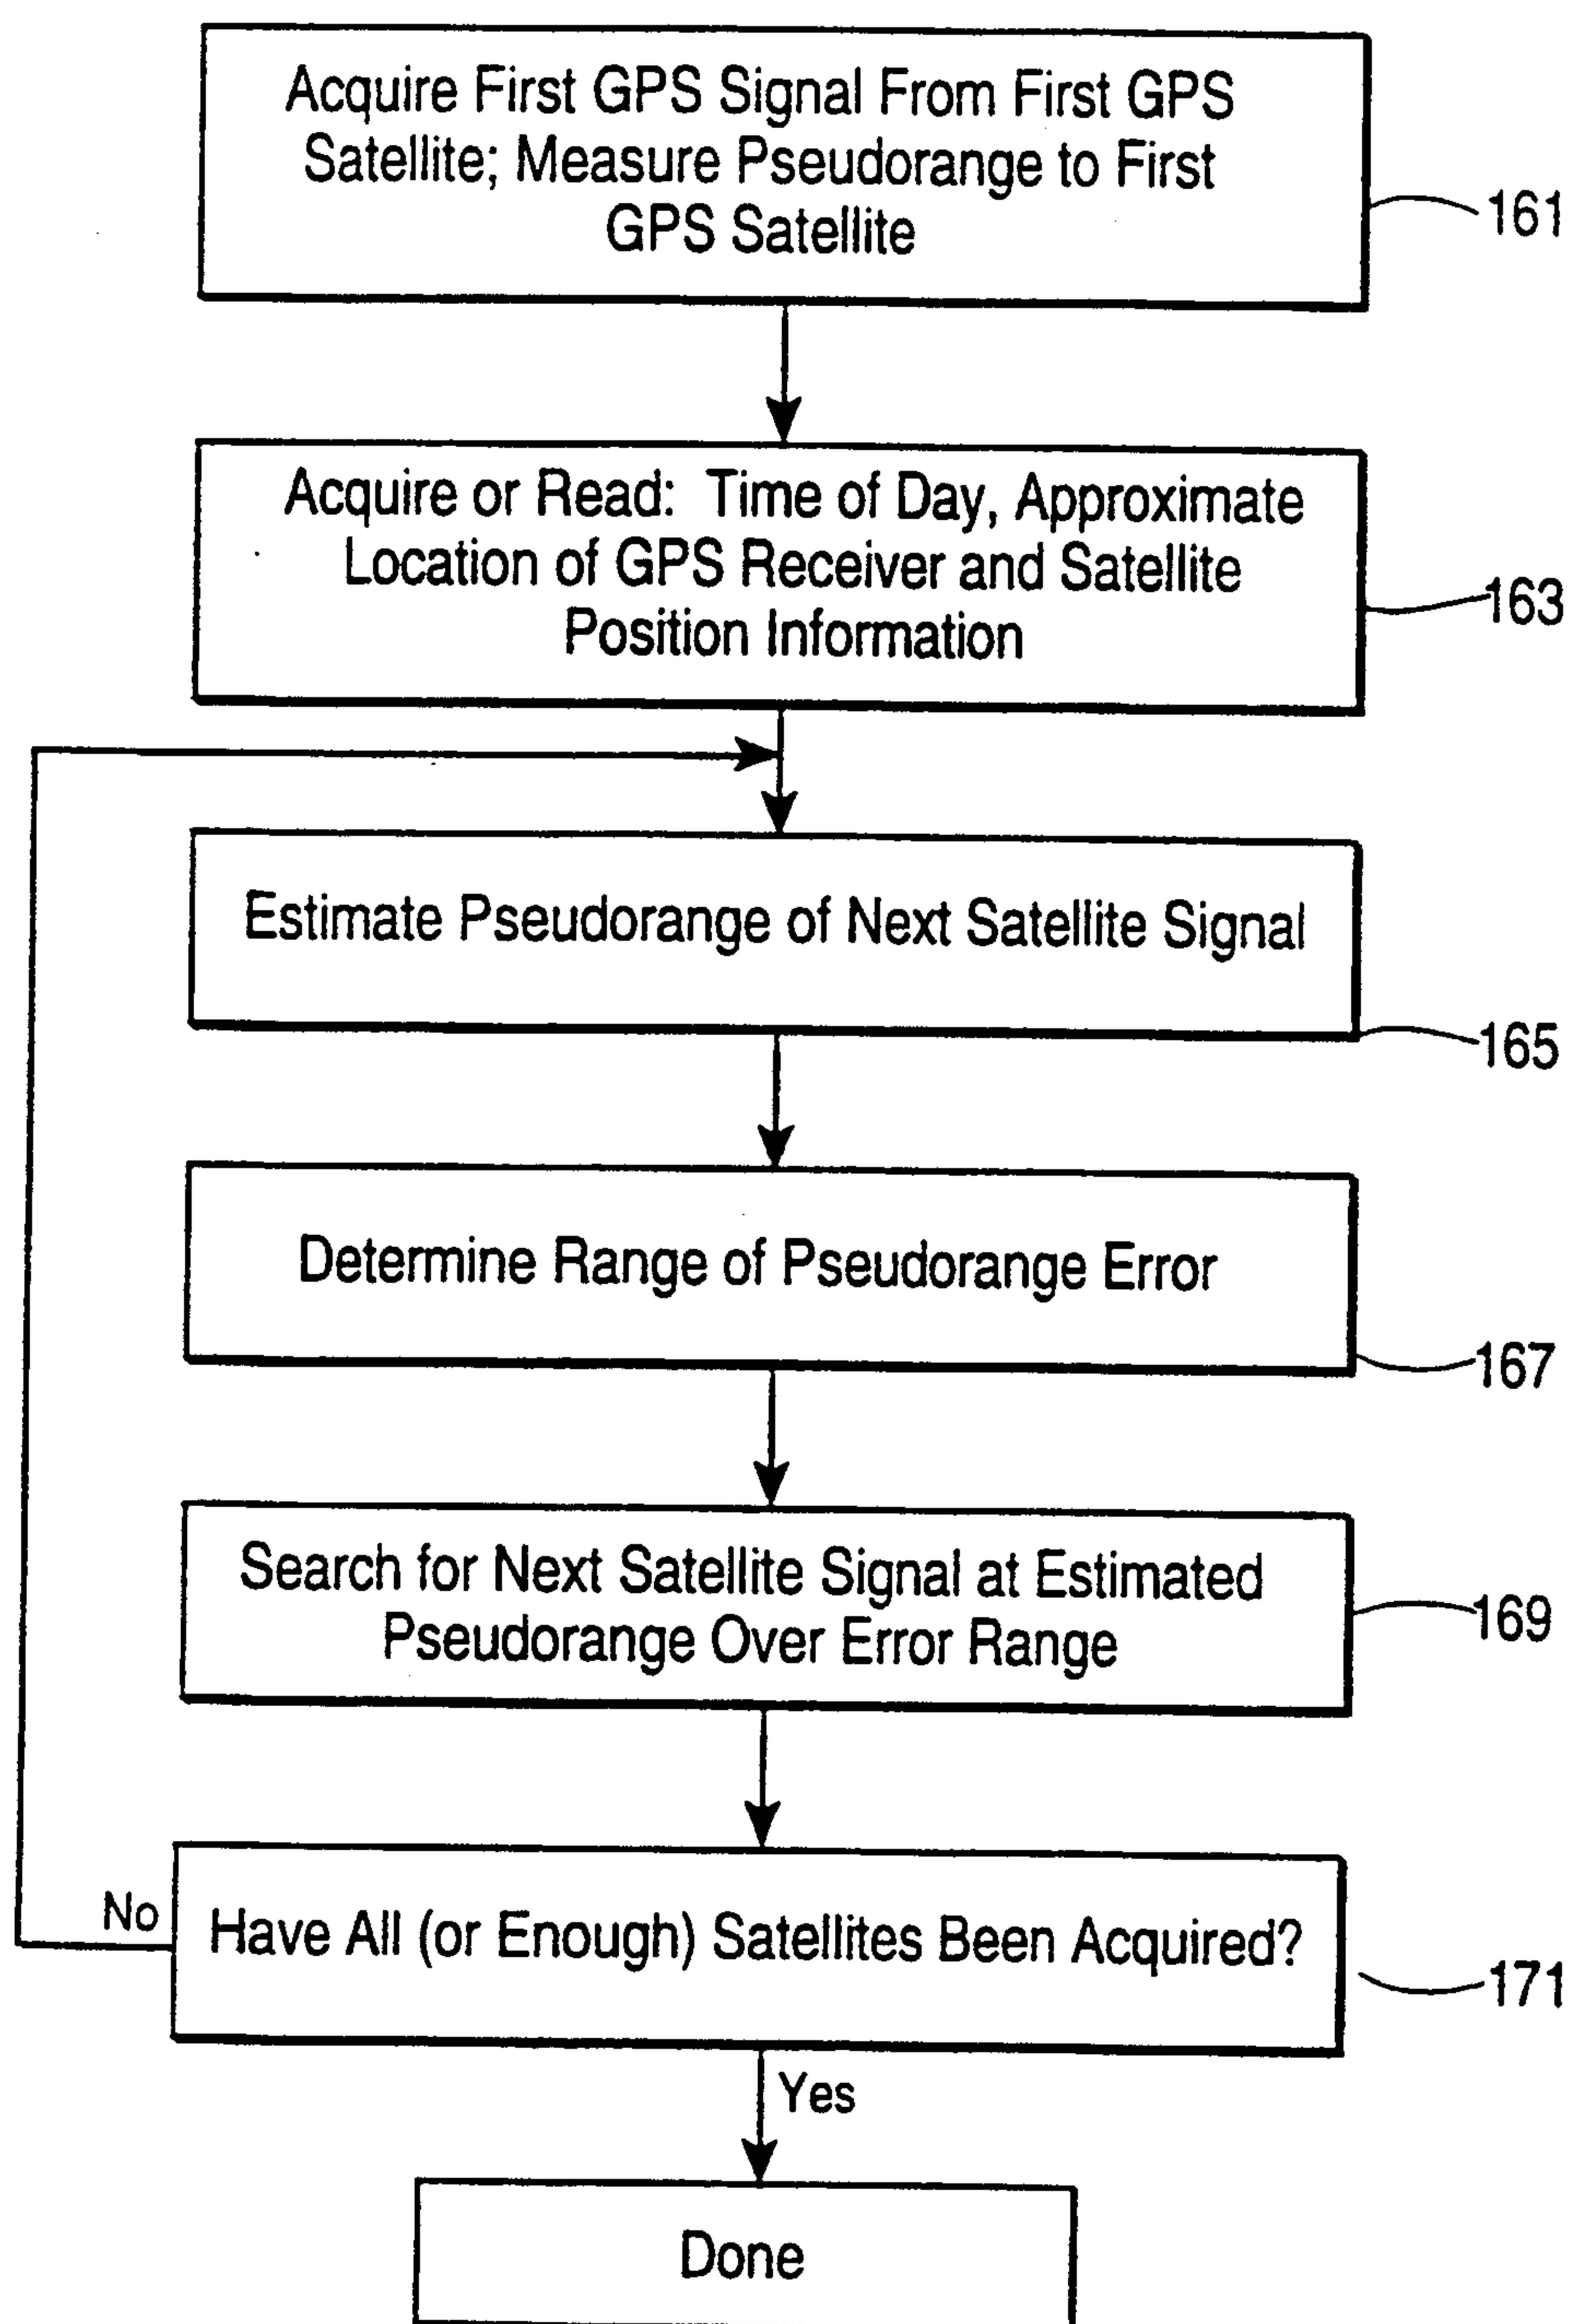 Acquire First GPS Signal From First GPS
Satellite; Measure Pseudorange to First
GPS Satellite
161
Acquire or Read: Time of Day, Approximate
Location of GPS Receiver and Satellite
Position Information
163
Estimate Pseudorange of Next Satellite Signal
165
Determine Range of Pseudorange Error
167
Search for Next Satellite Signal at Estimated
Pseudorange Over Error Range
169
No
Have All (or Enough) Satellites Been Acquired?
171
Yes
Done